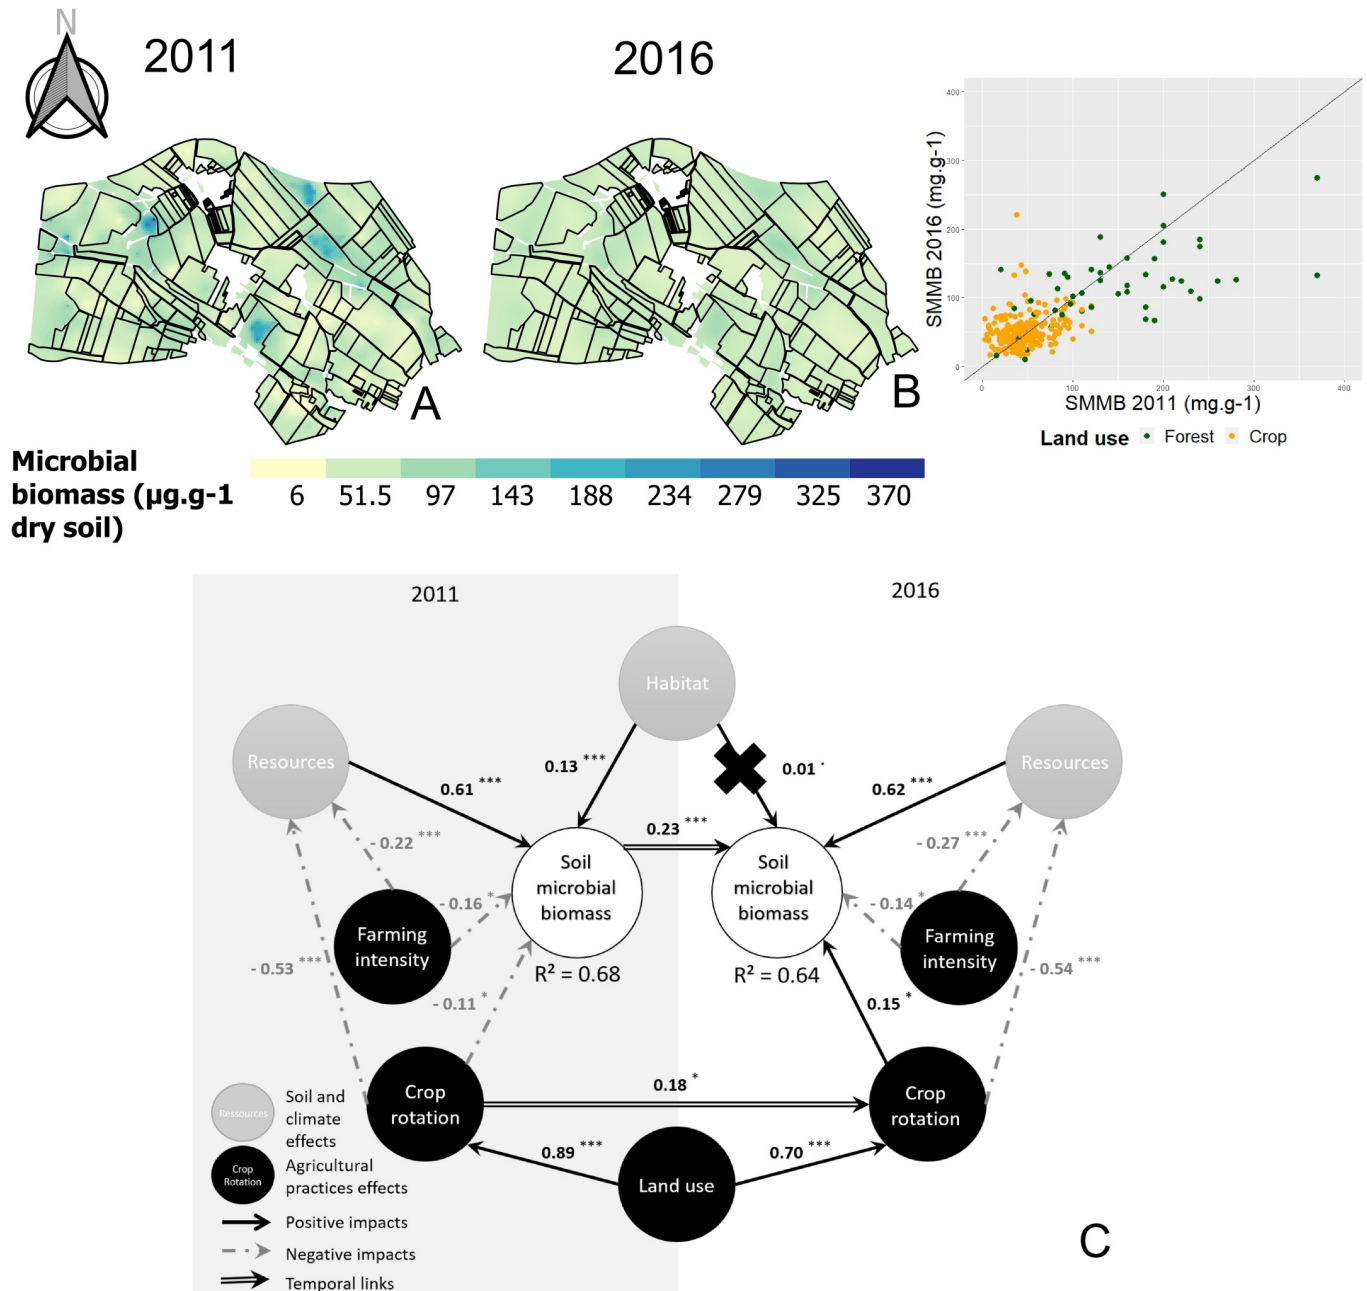 N
2011
2016
A
B
Microbial
biomass (µg.g-1
dry soil)
6 51.5 97 143 188 234 279 325 370
SMMB 2016 (mg.g-1)
400
300
200
100
0
0 100 200 300 400
SMMB 2011 (mg.g-1)
Land use Forest Crop
2011
2016
Habitat
Resources
Resources
0.13 ***
0.01 .
0.61 ***
0.62 ***
0.23 ***
- 0.22 ***
- 0.27 ***
Soil
microbial
biomass
Soil
microbial
biomass
- 0.16 *
- 0.14 *
Farming
intensity
Farming
intensity
R² = 0.68
R² = 0.64
- 0.53 ***
- 0.54 ***
- 0.11 *
0.15 *
Crop
rotation
0.18 *
Crop
rotation
0.89 ***
0.70 ***
Land use
Ressources
Soil and
climate
effects
Crop
Rotation
Agricultural
practices effects
Positive impacts
Negative impacts
Temporal links
C